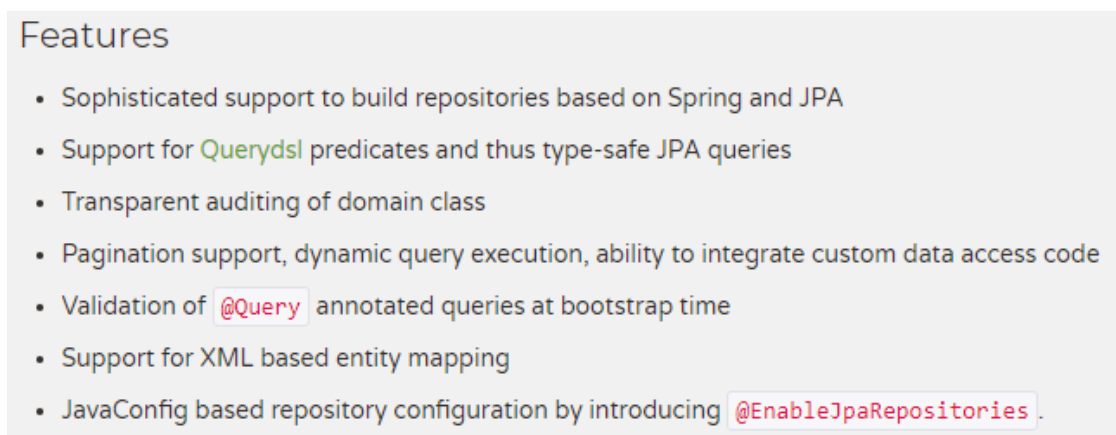 Features
• Sophisticated support to build repositories based on Spring and JPA
• Support for Querydsl predicates and thus type-safe JPA queries
• Transparent auditing of domain class
• Pagination support, dynamic query execution, ability to integrate custom data access code
• Validation of @Query annotated queries at bootstrap time
• Support for XML based entity mapping
• JavaConfig based repository configuration by introducing @EnableJpaRepositories.